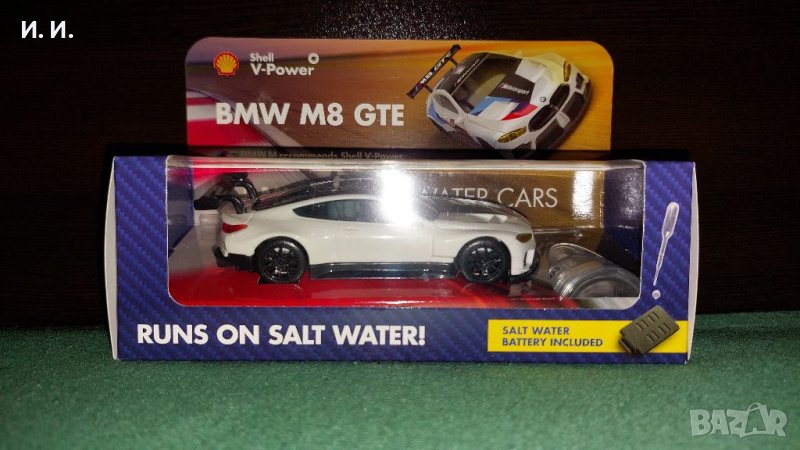 И. И.
Shell
V-Power
BMW M8 GTE
BMW M recommends Shell V-Power.
WATER CARS
RUNS ON SALT WATER!
SALT WATER
BATTERY INCLUDED
BAZAR